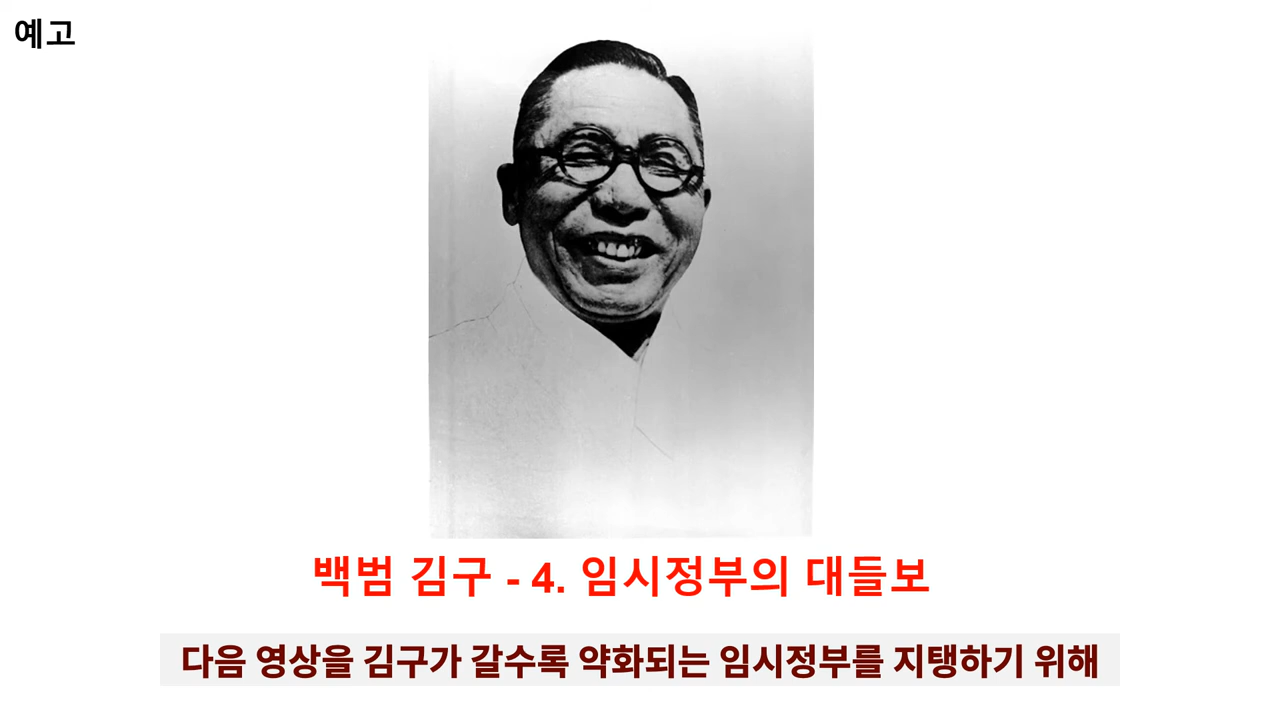 예고
백범 김구 - 4. 임시정부의 대들보
다음 영상을 김구가 갈수록 약화되는 임시정부를 지탱하기 위해